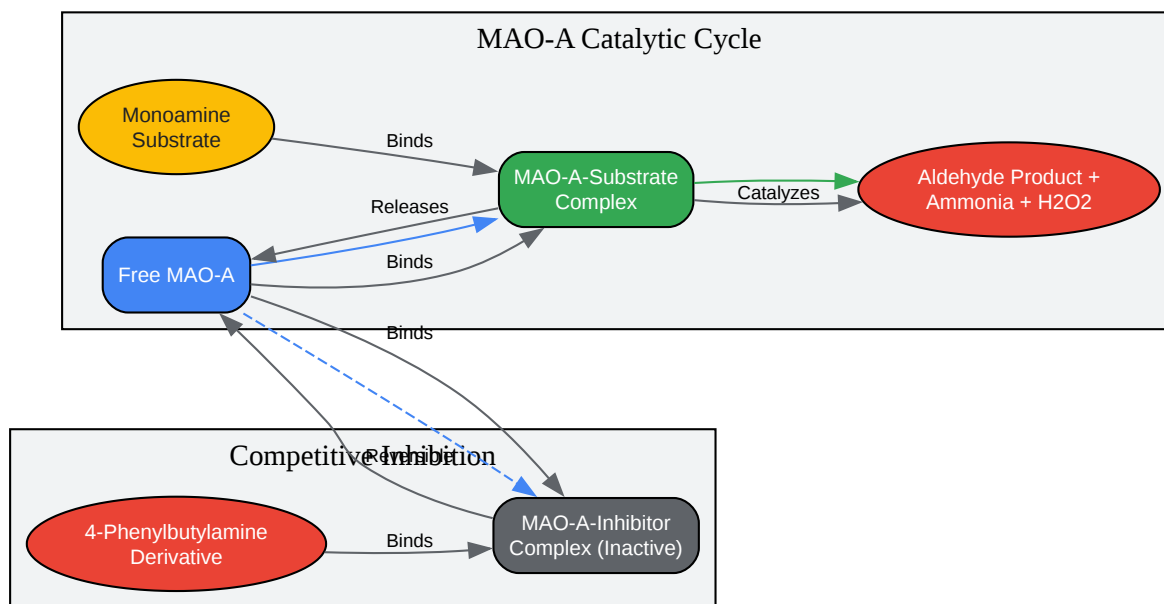 MAO-A Catalytic Cycle
Monoamine
Substrate
Binds
MAO-A-Substrate
Complex
Catalyzes
Aldehyde Product +
Ammonia + H2O2
Releases
Free MAO-A
Binds
Binds
Competitive Inhibition
Reversible
4-Phenylbutylamine
Derivative
Binds
MAO-A-Inhibitor
Complex (Inactive)